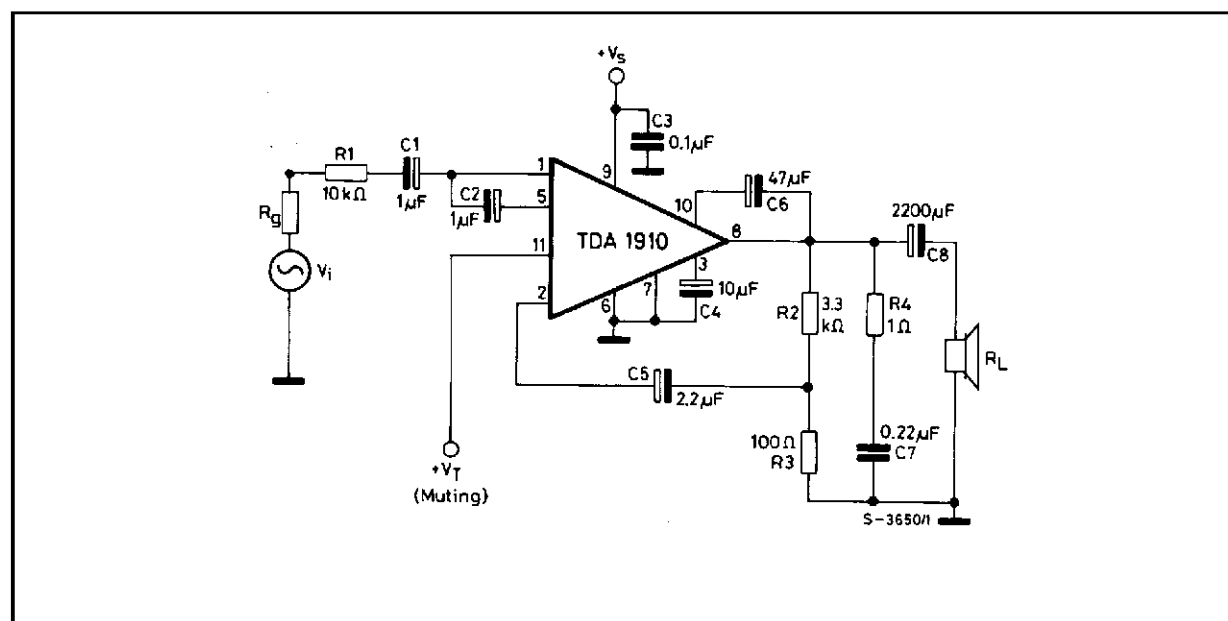 +Vs
C3
0.1µF
R1
10kΩ
C1
1µF
C2
1µF
Rg
Vi
1
5
11
2
9
10
8
3
7
6
TDA 1910
47µF
C6
10µF
C4
2200µF
C8
R2
3.3
kΩ
R4
1Ω
RL
C5
2.2µF
100Ω
R3
0.22µF
C7
+VT
(Muting)
S-3650/1